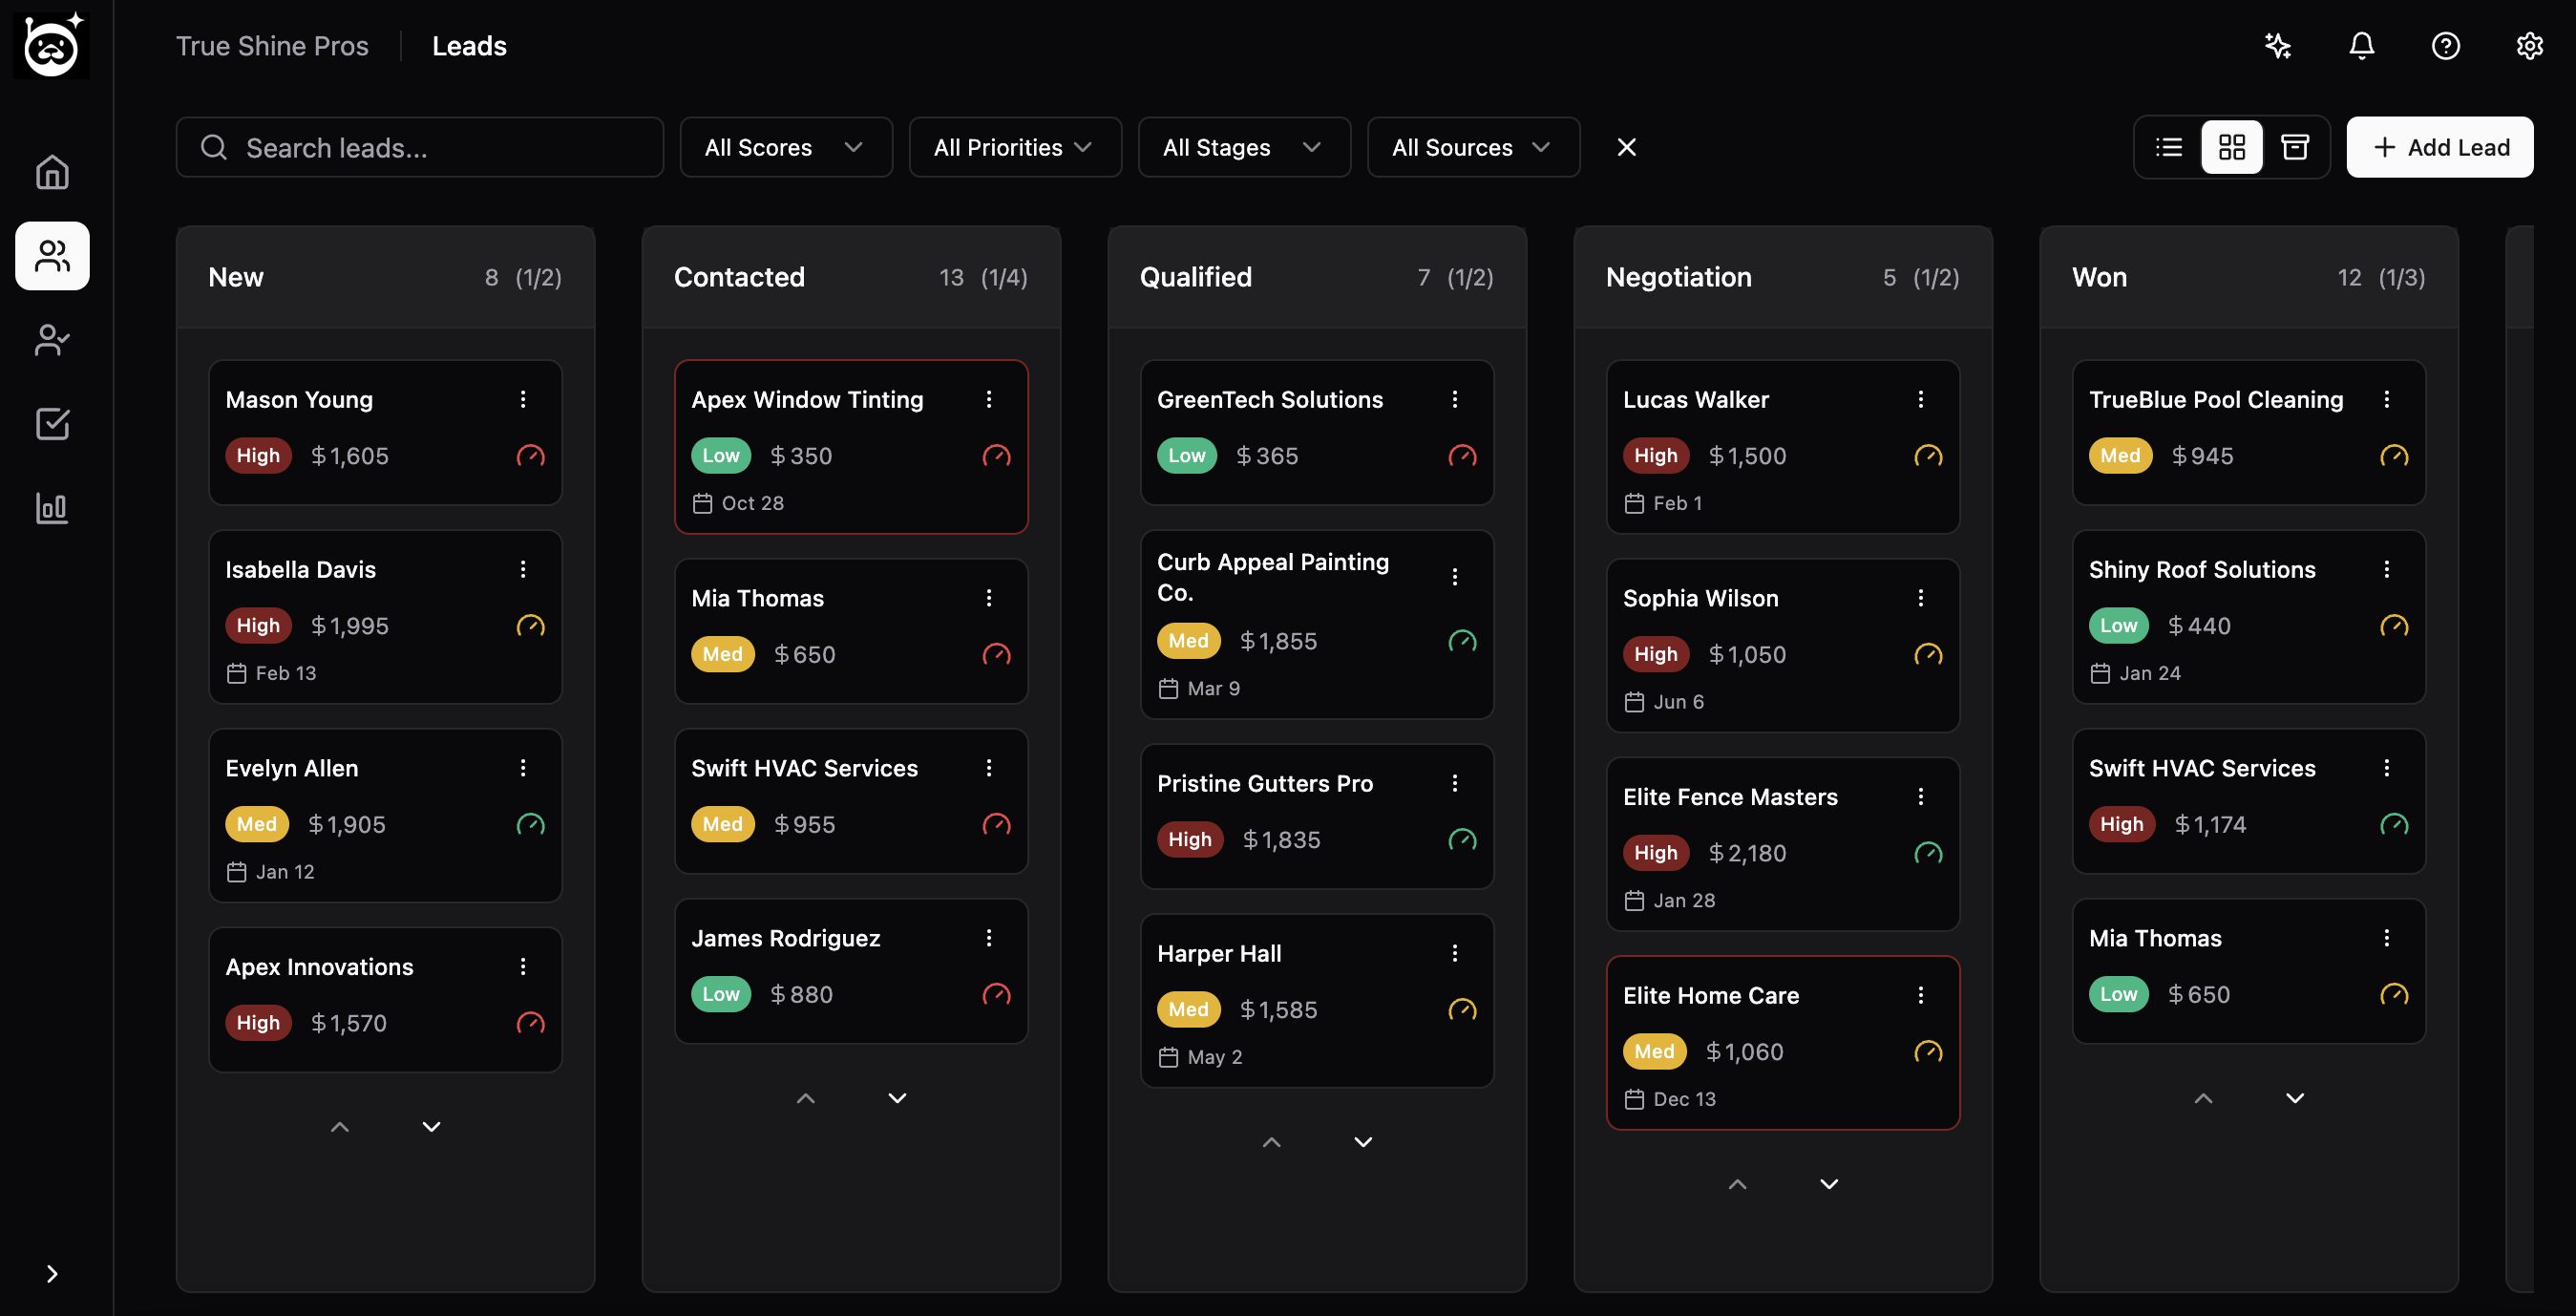 True Shine Pros
Leads
Search leads...
All Scores
All Priorities
All Stages
All Sources
Add Lead
New 8 (1/2)
Mason Young
High $1,605
Isabella Davis
High $1,995
Feb 13
Evelyn Allen
Med $1,905
Jan 12
Apex Innovations
High $1,570
Contacted 13 (1/4)
Apex Window Tinting
Low $350
Oct 28
Mia Thomas
Med $650
Swift HVAC Services
Med $955
James Rodriguez
Low $880
Qualified 7 (1/2)
GreenTech Solutions
Low $365
Curb Appeal Painting
Co.
Med $1,855
Mar 9
Pristine Gutters Pro
High $1,835
Harper Hall
Med $1,585
May 2
Negotiation 5 (1/2)
Lucas Walker
High $1,500
Feb 1
Sophia Wilson
High $1,050
Jun 6
Elite Fence Masters
High $2,180
Jan 28
Elite Home Care
Med $1,060
Dec 13
Won 12 (1/3)
TrueBlue Pool Cleaning
Med $945
Shiny Roof Solutions
Low $440
Jan 24
Swift HVAC Services
High $1,174
Mia Thomas
Low $650